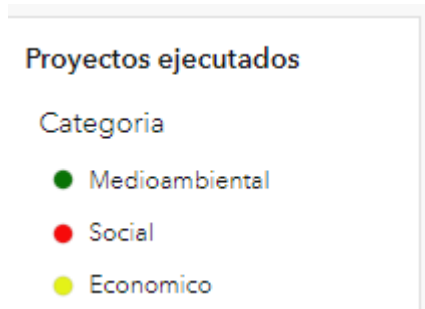 Proyectos ejecutados
Categoria
Medioambiental
Social
Economico